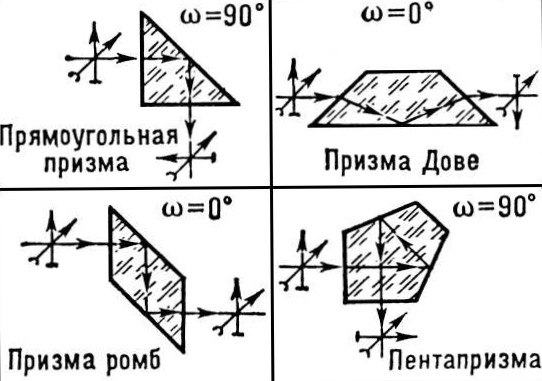 ω=90°
Прямоугольная
призма
ω=0°
Призма Дове
ω=0°
Призма ромб
ω=90°
Пентапризма